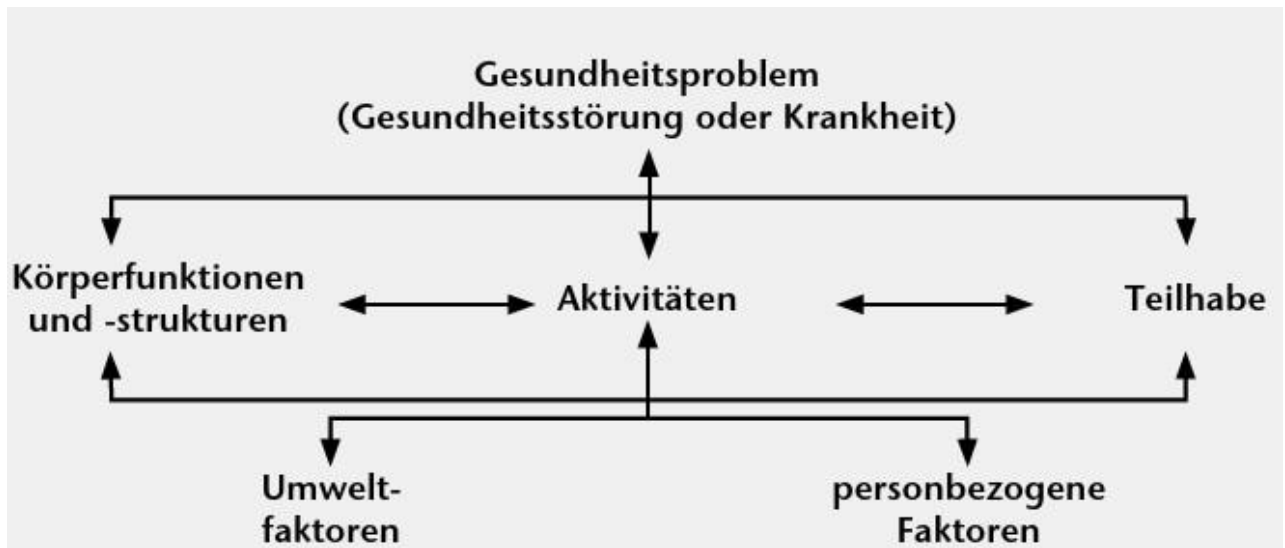 Gesundheitsproblem
(Gesundheitsstörung oder Krankheit)
Körperfunktionen
und -strukturen
Aktivitäten
Teilhabe
Umwelt-
faktoren
personbezogene
Faktoren